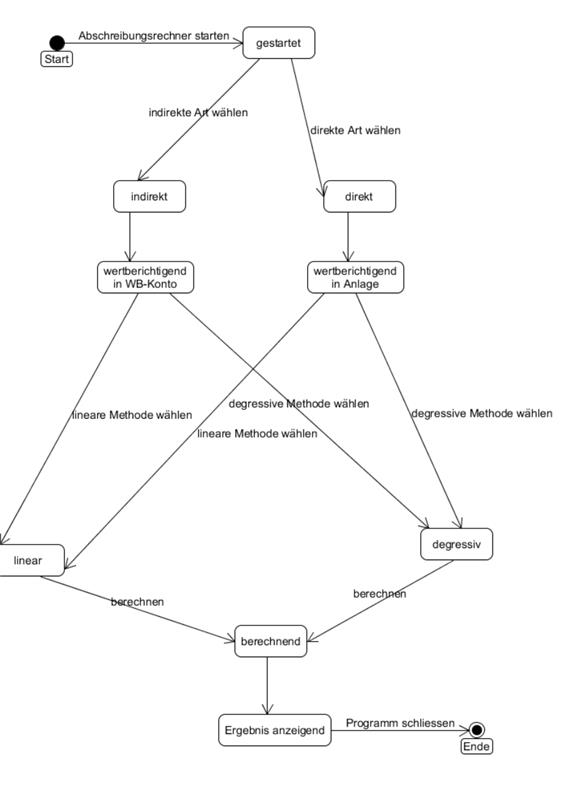 Abschreibungsrechner starten
gestartet
Start
indirekte Art wählen
direkte Art wählen
indirekt
direkt
wertberichtigend
in WB-Konto
wertberichtigend
in Anlage
degressive Methode wählen
lineare Methode wählen
degressive Methode wählen
lineare Methode wählen
degressiv
linear
berechnen
berechnen
berechnend
Ergebnis anzeigend
Programm schliessen
Ende